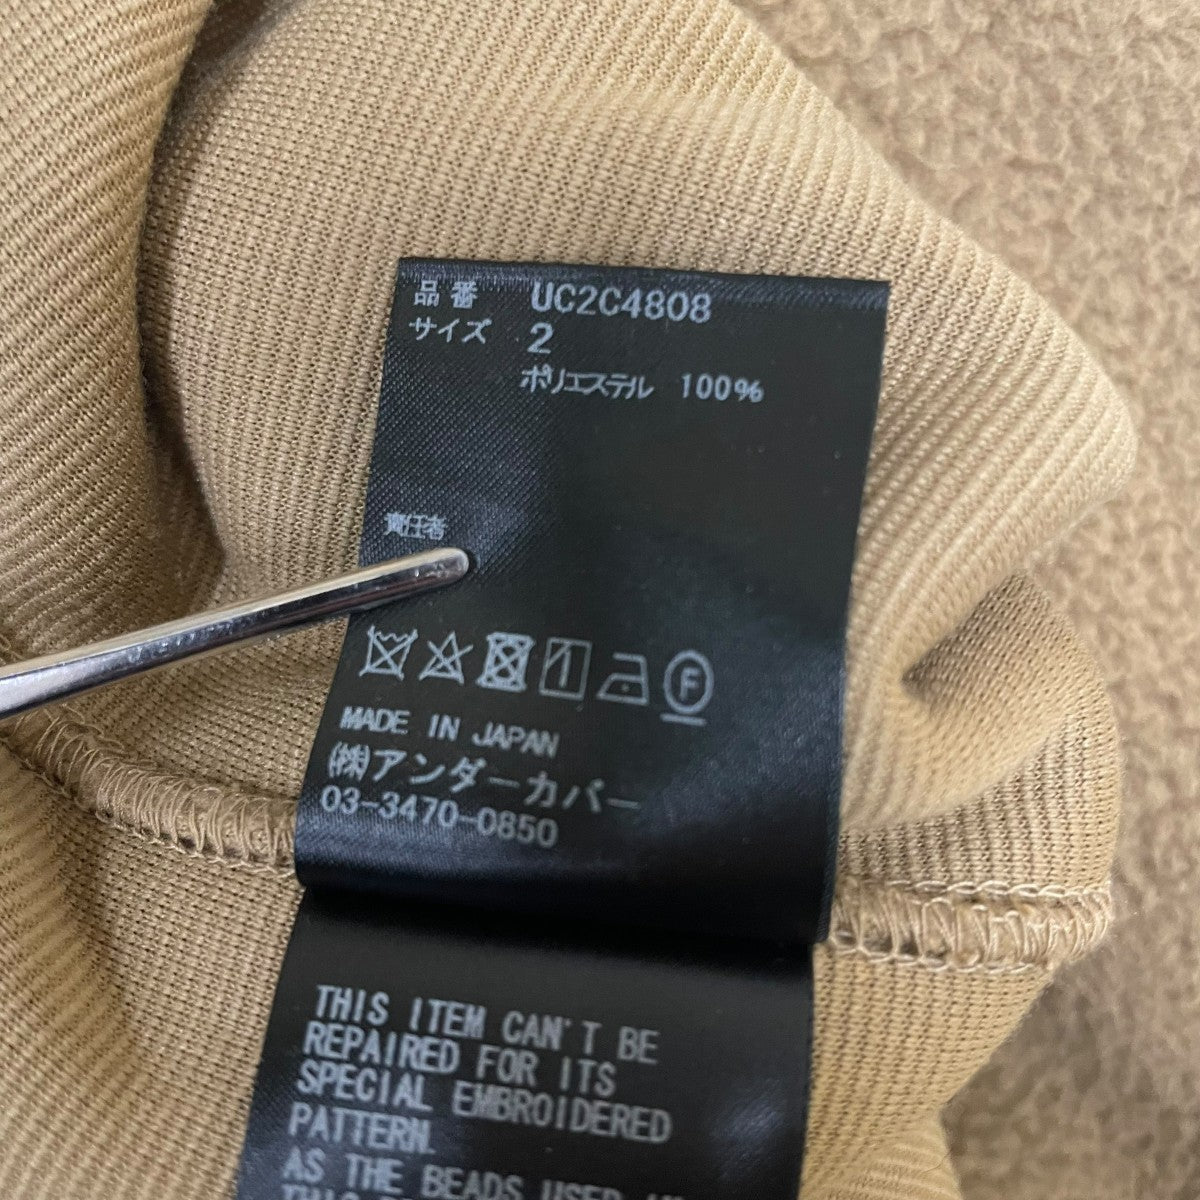 品番 UC2C4808
サイズ 2
ポリエステル 100%
責任者
F
MADE IN JAPAN
㈱アンダーカバー
03-3470-0850
THIS ITEM CAN'T BE
REPAIRED FOR ITS
SPECIAL EMBROIDERED
PATTERN.
AS THE BEADS USED